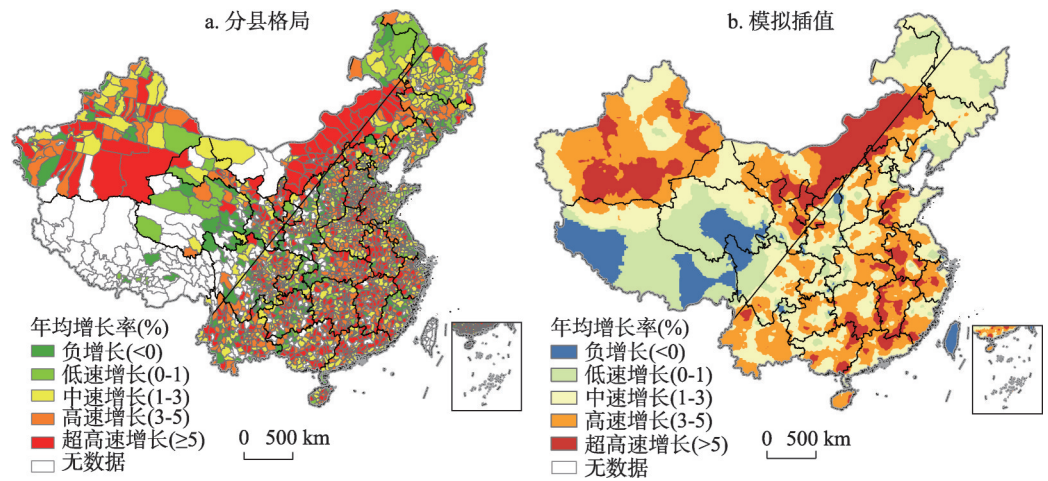 a. 分县格局
年均增长率(%)
负增长(<0)
低速增长(0-1)
中速增长(1-3)
高速增长(3-5)
超高速增长(≥5)
无数据
0 500 km
b. 模拟插值
年均增长率(%)
负增长(<0)
低速增长(0-1)
中速增长(1-3)
高速增长(3-5)
超高速增长(>5)
无数据
0 500 km